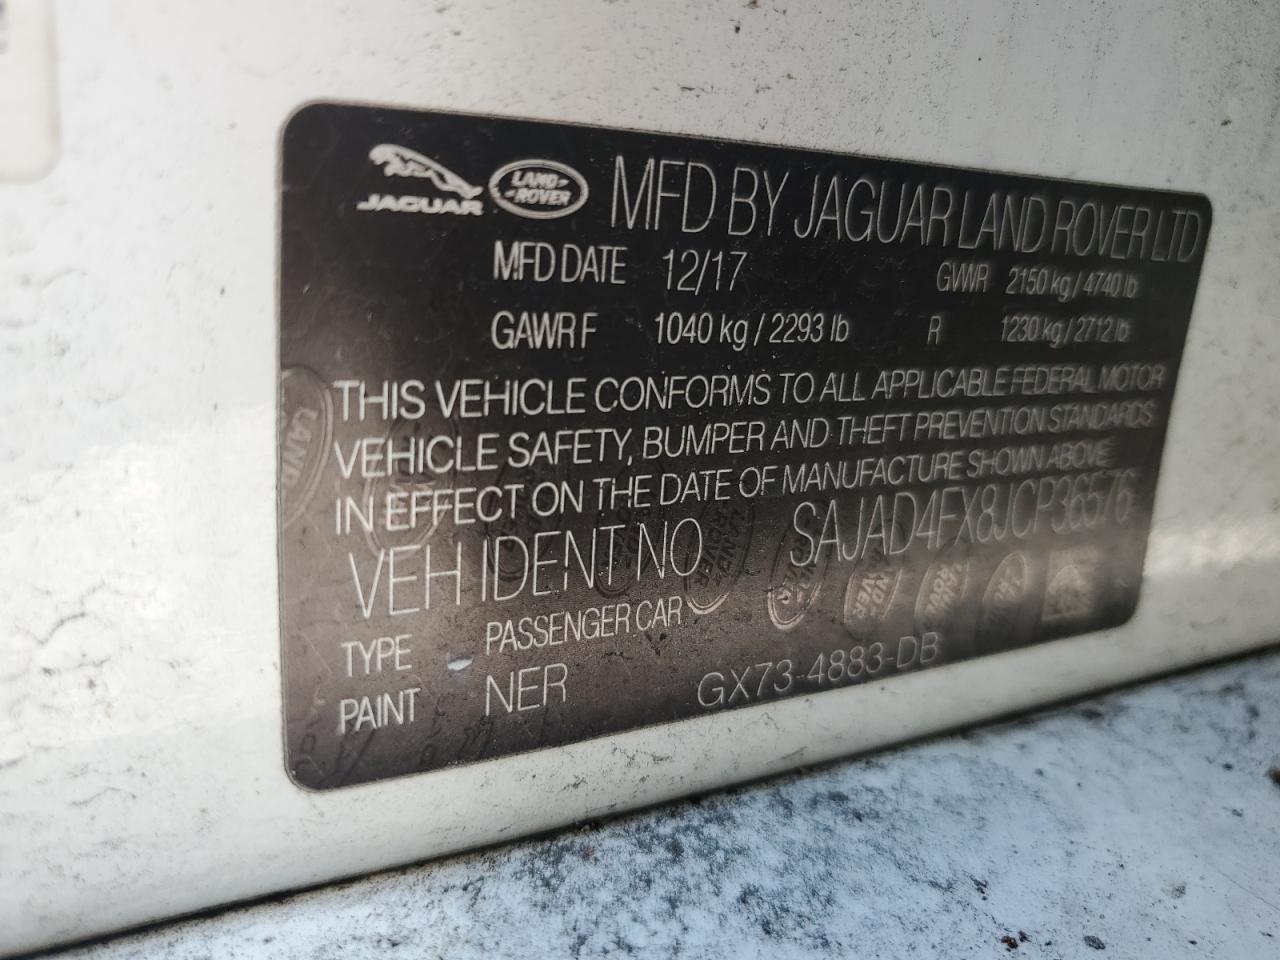 JAGUAR LAND ROVER MFD BY JAGUAR LAND ROVER LTD
MFD DATE 12/17 GVWR 2150 kg / 4740 lb
GAWR F 1040 kg / 2293 lb R 1230 kg / 2712 lb
THIS VEHICLE CONFORMS TO ALL APPLICABLE FEDERAL MOTOR
VEHICLE SAFETY, BUMPER AND THEFT PREVENTION STANDARDS
IN EFFECT ON THE DATE OF MANUFACTURE SHOWN ABOVE
VEH IDENT NO SAJAD4FX8JCP36576
TYPE PASSENGER CAR
PAINT NER GX73-4883-DB